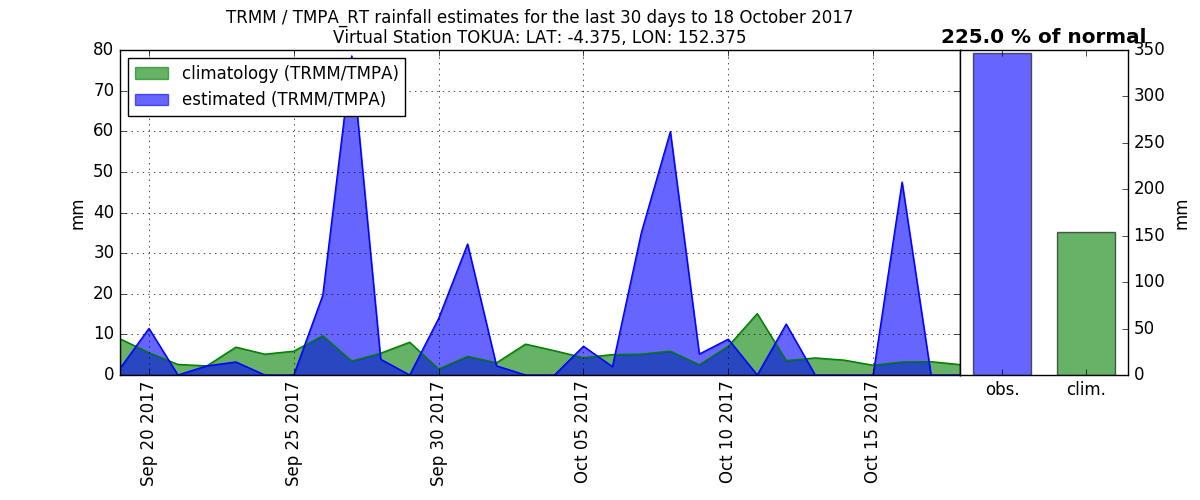 TRMM / TMPA_RT rainfall estimates for the last 30 days to 18 October 2017
Virtual Station TOKUA: LAT: -4.375, LON: 152.375
225.0 % of normal
climatology (TRMM/TMPA)
estimated (TRMM/TMPA)
80
70
60
50
40
30
20
10
0
mm
Sep 20 2017
Sep 25 2017
Sep 30 2017
Oct 05 2017
Oct 10 2017
Oct 15 2017
350
300
250
200
150
100
50
0
mm
obs.
clim.